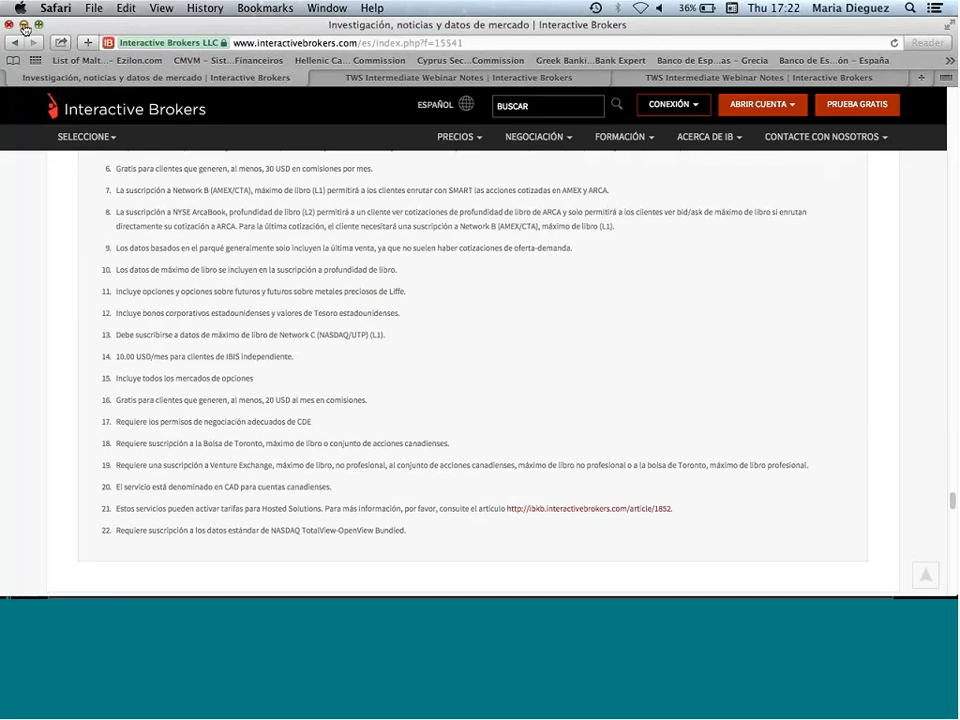 Safari File Edit View History Bookmarks Window Help 36% Thu 17:22 Maria Dieguez
Investigación, noticias y datos de mercado | Interactive Brokers
Interactive Brokers LLC www.interactivebrokers.com/es/index.php?f=15541 Reader
List of Malt...- Ezilon.com CMVM - Sist...Financeiros Hellenic Ca... Commission Cyprus Sec...Commission Greek Banki...Bank Expert Banco de Esp...as - Grecia Banco de Es...ón - España
Investigación, noticias y datos de mercado | Interactive Brokers TWS Intermediate Webinar Notes | Interactive Brokers TWS Intermediate Webinar Notes | Interactive Brokers
Interactive Brokers ESPAÑOL BUSCAR CONEXIÓN ABRIR CUENTA PRUEBA GRATIS
SELECCIONE PRECIOS NEGOCIACIÓN FORMACIÓN ACERCA DE IB CONTACTE CON NOSOTROS
6. Gratis para clientes que generen, al menos, 30 USD en comisiones por mes.
7. La suscripción a Network B (AMEX/CTA), máximo de libro (L1) permitirá a los clientes enrutar con SMART las acciones cotizadas en AMEX y ARCA.
8. La suscripción a NYSE ArcaBook, profundidad de libro (L2) permitirá a un cliente ver cotizaciones de profundidad de libro de ARCA y solo permitirá a los clientes ver bid/ask de máximo de libro si enrutan
directamente su cotización a ARCA. Para la última cotización, el cliente necesitará una suscripción a Network B (AMEX/CTA), máximo de libro (L1).
9. Los datos basados en el parqué generalmente solo incluyen la última venta, ya que no suelen haber cotizaciones de oferta-demanda.
10. Los datos de máximo de libro se incluyen en la suscripción a profundidad de libro.
11. Incluye opciones y opciones sobre futuros y futuros sobre metales preciosos de Liffe.
12. Incluye bonos corporativos estadounidenses y valores de Tesoro estadounidenses.
13. Debe suscribirse a datos de máximo de libro de Network C (NASDAQ/UTP) (L1).
14. 10.00 USD/mes para clientes de IBIS independiente.
15. Incluye todos los mercados de opciones
16. Gratis para clientes que generen, al menos, 20 USD al mes en comisiones.
17. Requiere los permisos de negociación adecuados de CDE
18. Requiere suscripción a la Bolsa de Toronto, máximo de libro o conjunto de acciones canadienses.
19. Requiere una suscripción a Venture Exchange, máximo de libro, no profesional, al conjunto de acciones canadienses, máximo de libro no profesional o a la bolsa de Toronto, máximo de libro profesional.
20. El servicio está denominado en CAD para cuentas canadienses.
21. Estos servicios pueden activar tarifas para Hosted Solutions. Para más información, por favor, consulte el artículo http://ibkb.interactivebrokers.com/article/1852.
22. Requiere suscripción a los datos estándar de NASDAQ TotalView-OpenView Bundled.